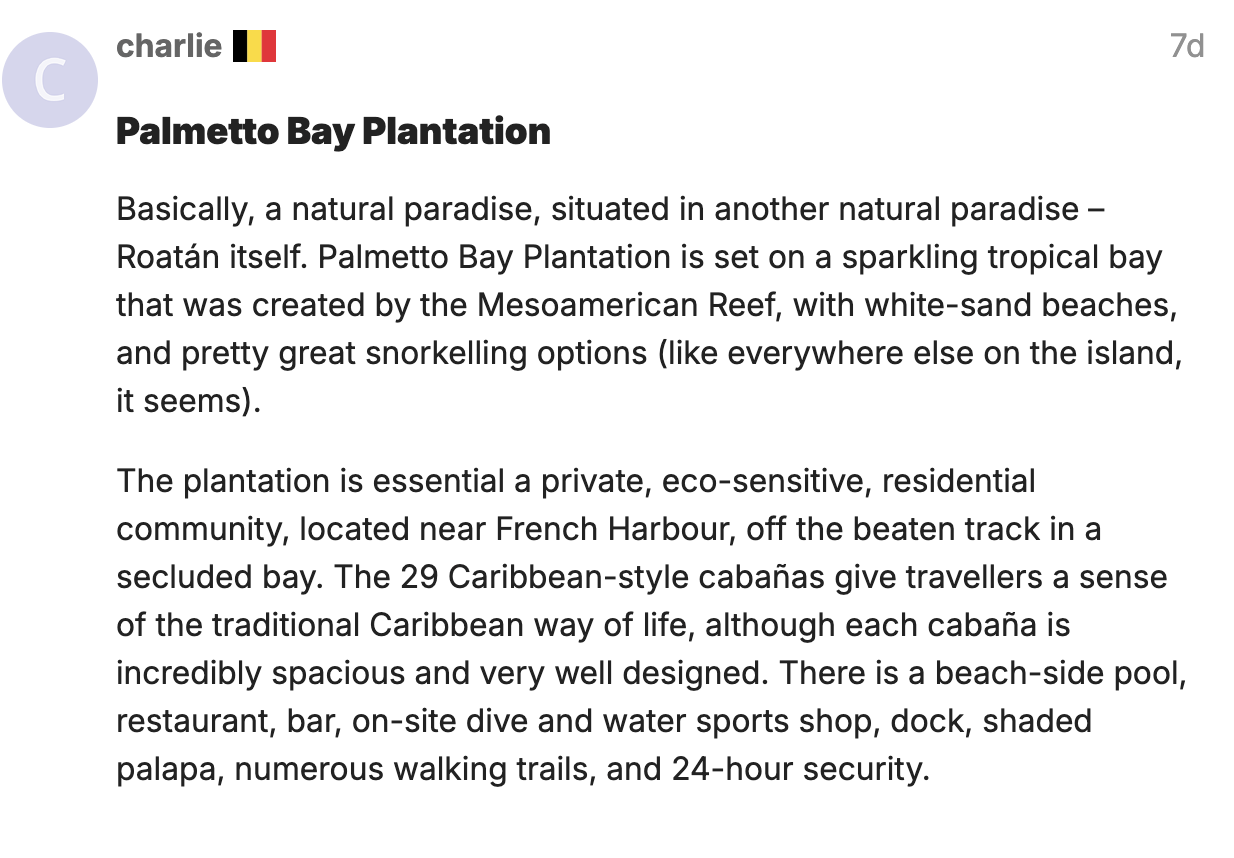 C
charlie 🇧🇪
7d
Palmetto Bay Plantation
Basically, a natural paradise, situated in another natural paradise –
Roatán itself. Palmetto Bay Plantation is set on a sparkling tropical bay
that was created by the Mesoamerican Reef, with white-sand beaches,
and pretty great snorkelling options (like everywhere else on the island,
it seems).
The plantation is essential a private, eco-sensitive, residential
community, located near French Harbour, off the beaten track in a
secluded bay. The 29 Caribbean-style cabañas give travellers a sense
of the traditional Caribbean way of life, although each cabaña is
incredibly spacious and very well designed. There is a beach-side pool,
restaurant, bar, on-site dive and water sports shop, dock, shaded
palapa, numerous walking trails, and 24-hour security.